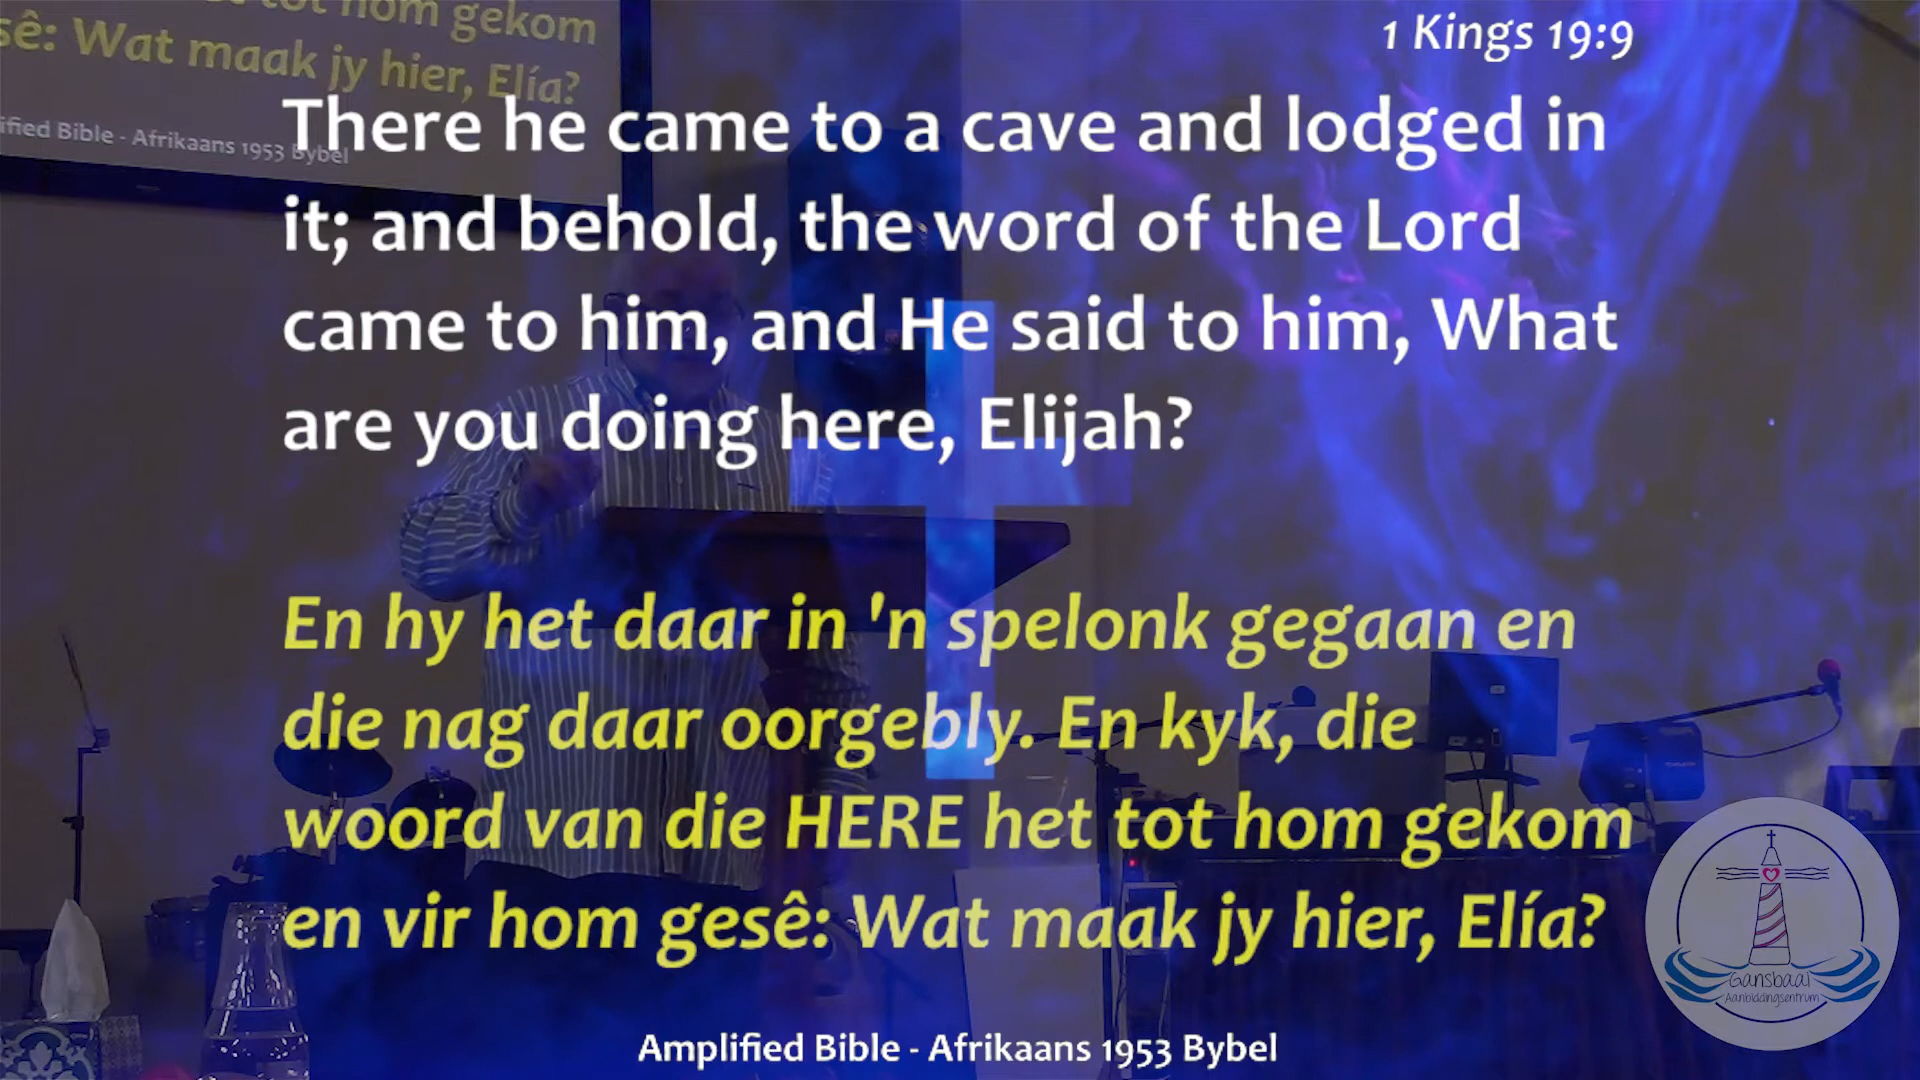 tot hom gekom
sê: Wat maak jy hier, Elía?
ified Bible - Afrikaans 1953 Bybel
1 Kings 19:9
There he came to a cave and lodged in
it; and behold, the word of the Lord
came to him, and He said to him, What
are you doing here, Elijah?
En hy het daar in 'n spelonk gegaan en
die nag daar oorgebly. En kyk, die
woord van die HERE het tot hom gekom
en vir hom gesê: Wat maak jy hier, Elía?
Amplified Bible - Afrikaans 1953 Bybel
Gansbaai
Aanbiddingsentrum